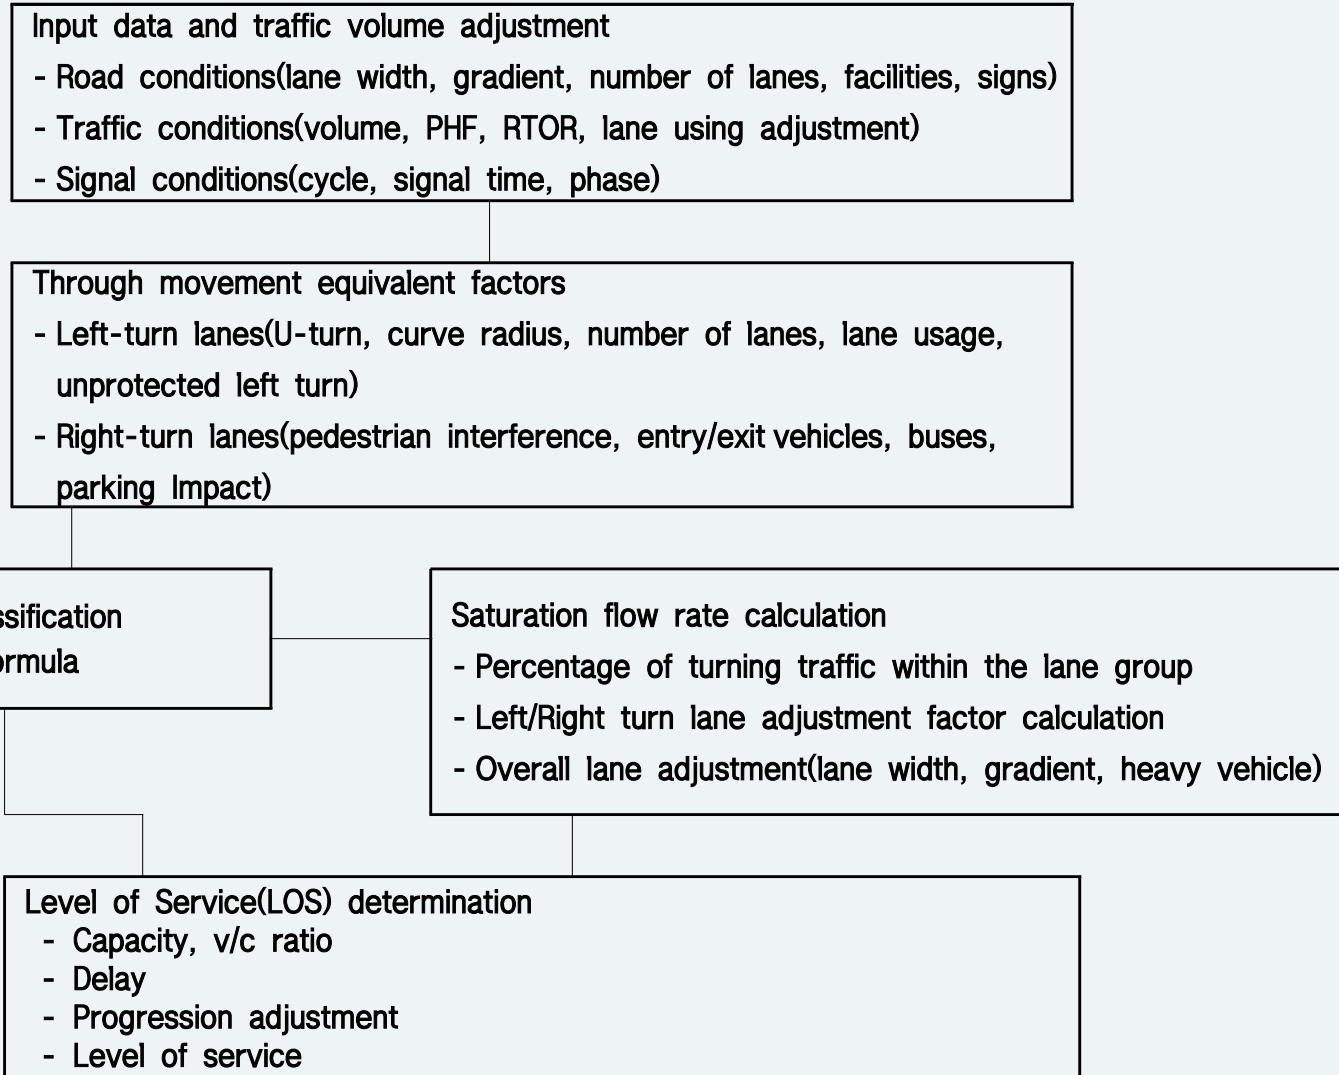 Input data and traffic volume adjustment
- Road conditions(lane width, gradient, number of lanes, facilities, signs)
- Traffic conditions(volume, PHF, RTOR, lane using adjustment)
- Signal conditions(cycle, signal time, phase)
Through movement equivalent factors
- Left-turn lanes(U-turn, curve radius, number of lanes, lane usage,
unprotected left turn)
- Right-turn lanes(pedestrian interference, entry/exit vehicles, buses,
parking Impact)
ssification
ormula
Saturation flow rate calculation
- Percentage of turning traffic within the lane group
- Left/Right turn lane adjustment factor calculation
- Overall lane adjustment(lane width, gradient, heavy vehicle)
Level of Service(LOS) determination
- Capacity, v/c ratio
- Delay
- Progression adjustment
- Level of service